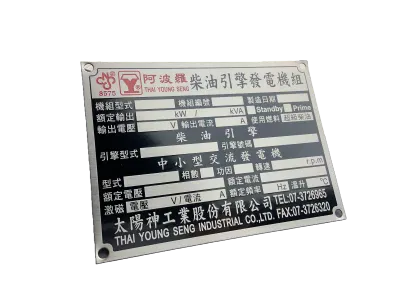 CNS 8575 阿波羅 THAI YOUNG SENG 柴油引擎發電機組
機組型式 機組編號 製造日期
額定輸出 kW / kVA Standby Prime
輸出電壓 V 輸出電流 A 使用燃料 超級柴油
柴油引擎
引擎型式 引擎號碼
中小型交流發電機
型式 相數 功因 轉速 r.p.m
額定電壓 V 額定電流 A 額定頻率 Hz 溫升 °C
激磁 電壓 V / 電流 A
太陽神工業股份有限公司 TEL:07-3726965
THAI YOUNG SENG INDUSTRIAL CO.,LTD. FAX:07-3726320